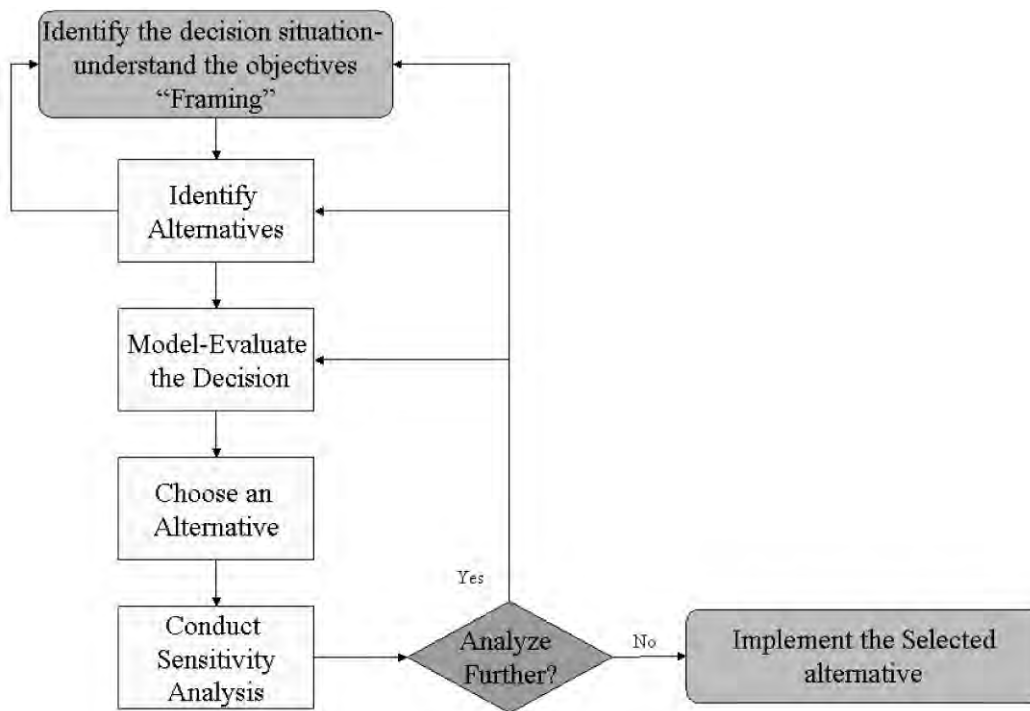 Identify the decision situation-
understand the objectives
“Framing”
Identify
Alternatives
Model-Evaluate
the Decision
Choose an
Alternative
Conduct
Sensitivity
Analysis
Yes
Analyze
Further?
No
Implement the Selected
alternative